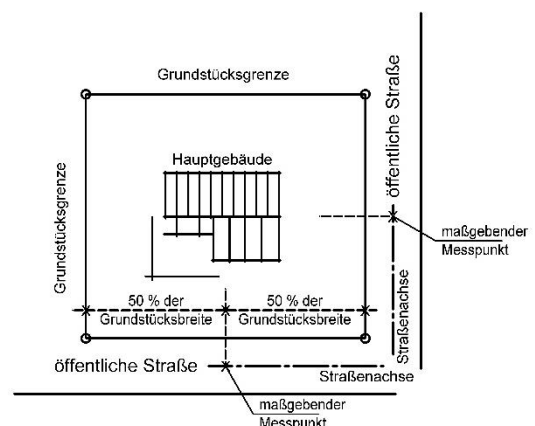 Grundstücksgrenze
öffentliche Straße
Hauptgebäude
Grundstücksgrenze
maßgebender
Messpunkt
50 % der
Grundstücksbreite
50 % der
Grundstücksbreite
Straßenachse
öffentliche Straße
Straßenachse
maßgebender
Messpunkt